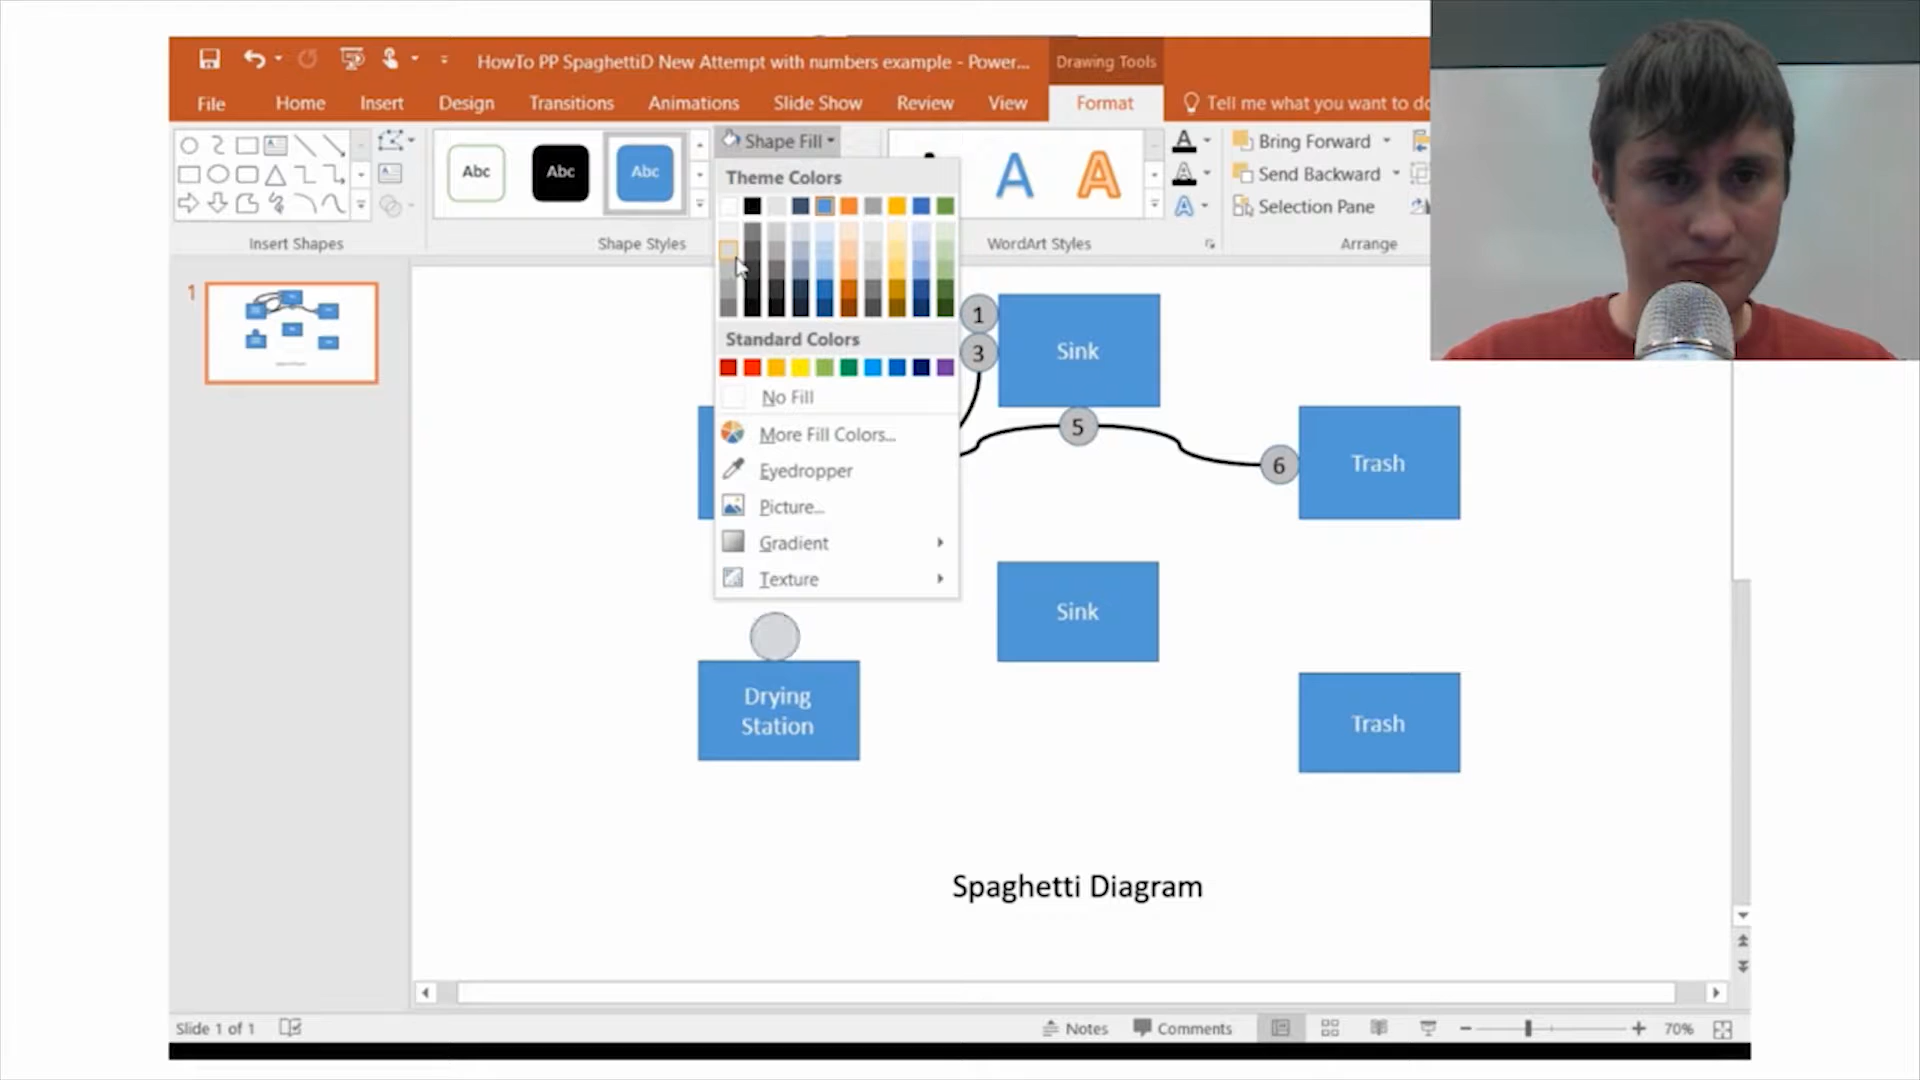 HowTo PP SpaghettiD New Attempt with numbers example - Power...
Drawing Tools
File
Home
Insert
Design
Transitions
Animations
Slide Show
Review
View
Format
Tell me what you want to do
Abc
Abc
Abc
Shape Fill
A
A
A
A
A
Bring Forward
Send Backward
Selection Pane
Insert Shapes
Shape Styles
WordArt Styles
Arrange
Theme Colors
Standard Colors
No Fill
More Fill Colors...
Eyedropper
Picture...
Gradient
Texture
1
1
3
Sink
5
6
Trash
Sink
Drying
Station
Trash
Spaghetti Diagram
Slide 1 of 1
Notes
Comments
70%